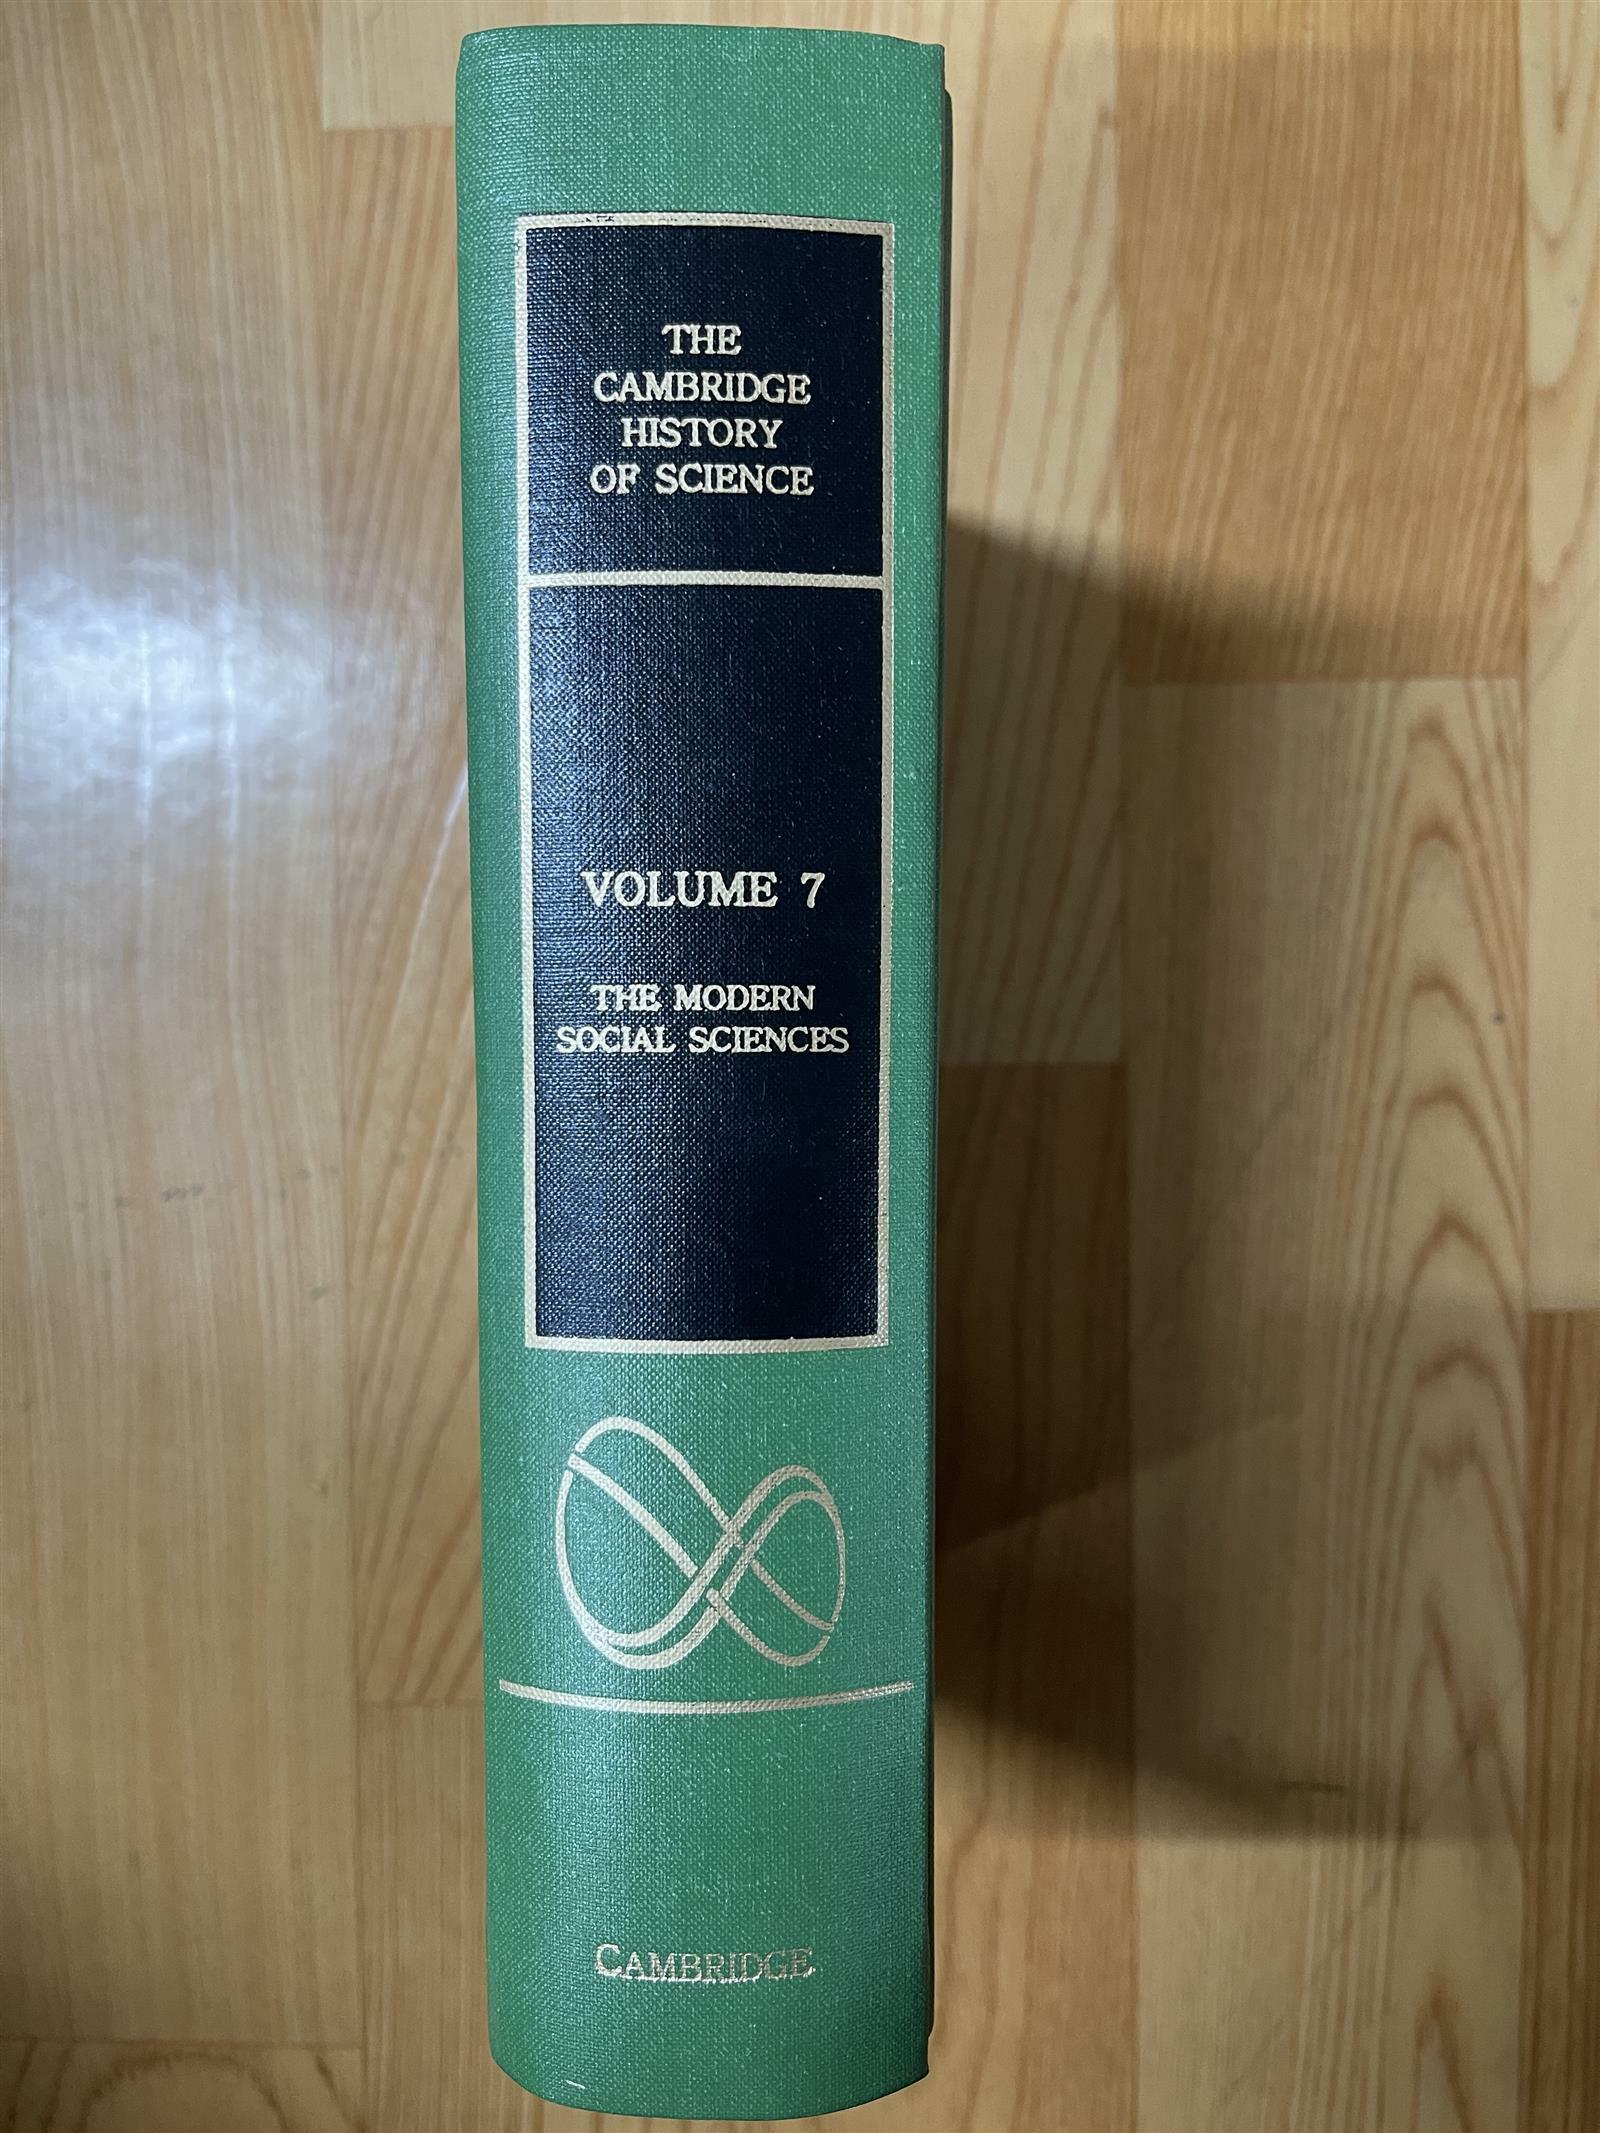 THE
CAMBRIDGE
HISTORY
OF SCIENCE
VOLUME 7
THE MODERN
SOCIAL SCIENCES
CAMBRIDGE